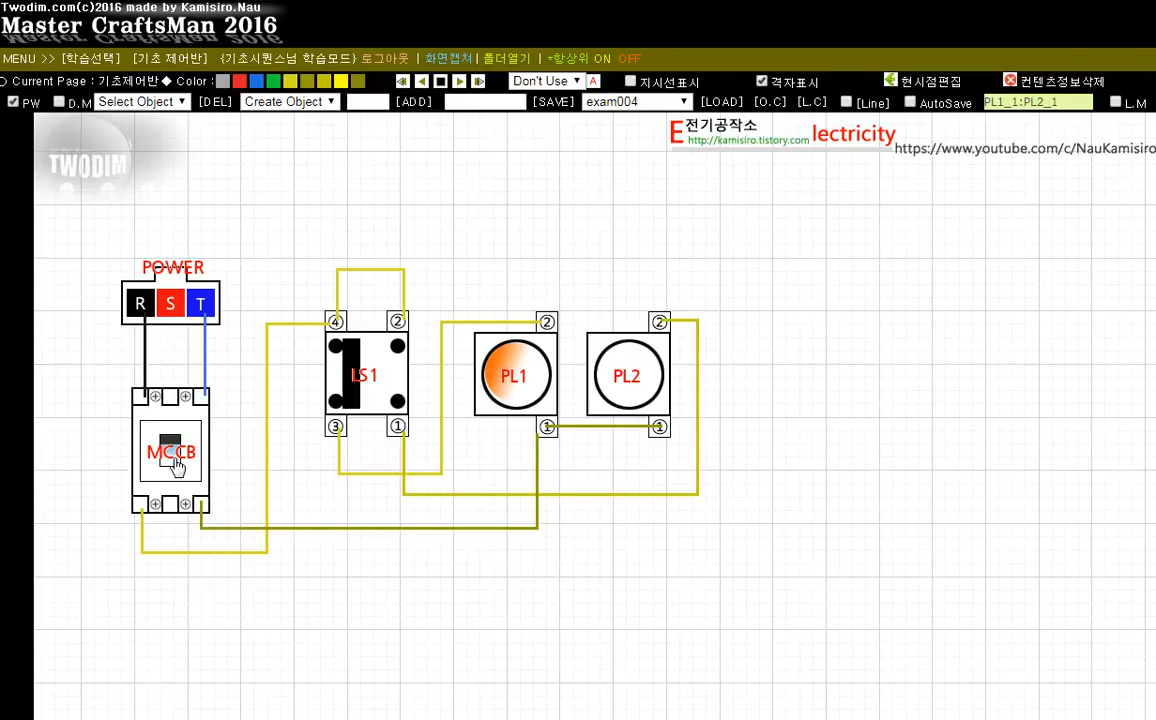 Twodim.com(c)2016 made by Kamisiro.Nau
Master CraftsMan 2016
MENU >> [학습선택] [기초 제어반] {기초시퀀스님 학습모드} 로그아웃 | 화면캡쳐 | 폴더열기 | *항상위 ON OFF
Current Page : 기초제어반◆ Color : Don't Use A 지시선표시 격자표시 현시점편집 컨텐츠정보삭제
PW D.M Select Object [DEL] Create Object [ADD] [SAVE] exam004 [LOAD] [O.C] [L.C] [Line] AutoSave PL1_1:PL2_1 L.M
TWODIM
E전기공작소
http://kamisiro.tistory.com
lectricity
https://www.youtube.com/c/NauKamisiro
POWER
R S T
④ ② ② ②
LS1 PL1 PL2
③ ① ① ①
MCCB